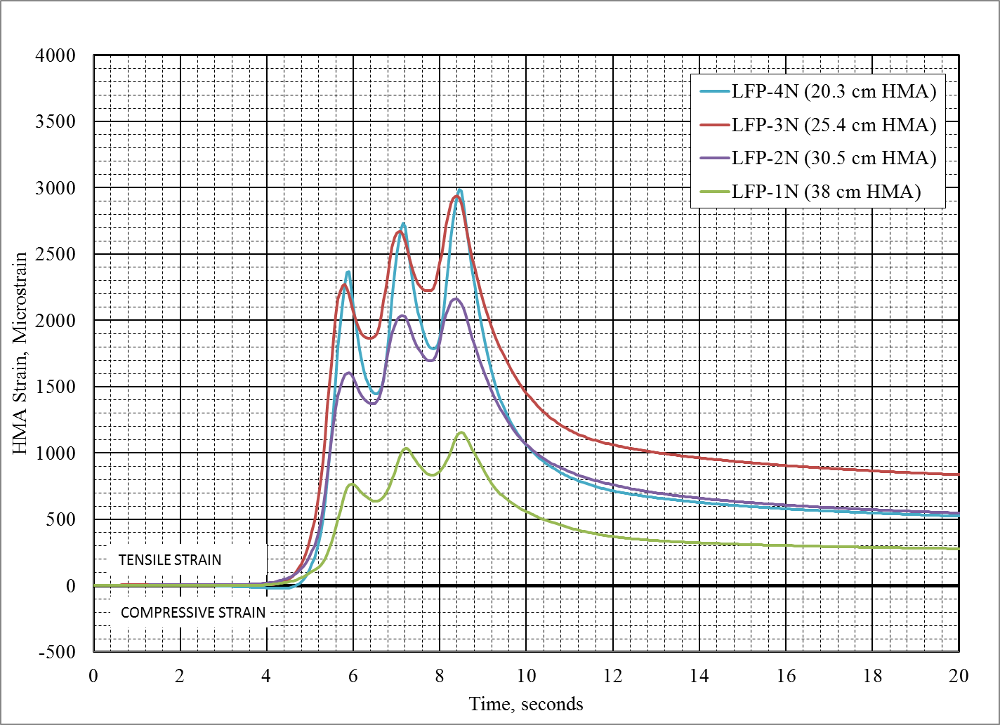 4000
3500
3000
2500
2000
1500
1000
500
0
-500
HMA Strain, Microstrain
LFP-4N (20.3 cm HMA)
LFP-3N (25.4 cm HMA)
LFP-2N (30.5 cm HMA)
LFP-1N (38 cm HMA)
TENSILE STRAIN
COMPRESSIVE STRAIN
0 2 4 6 8 10 12 14 16 18 20
Time, seconds